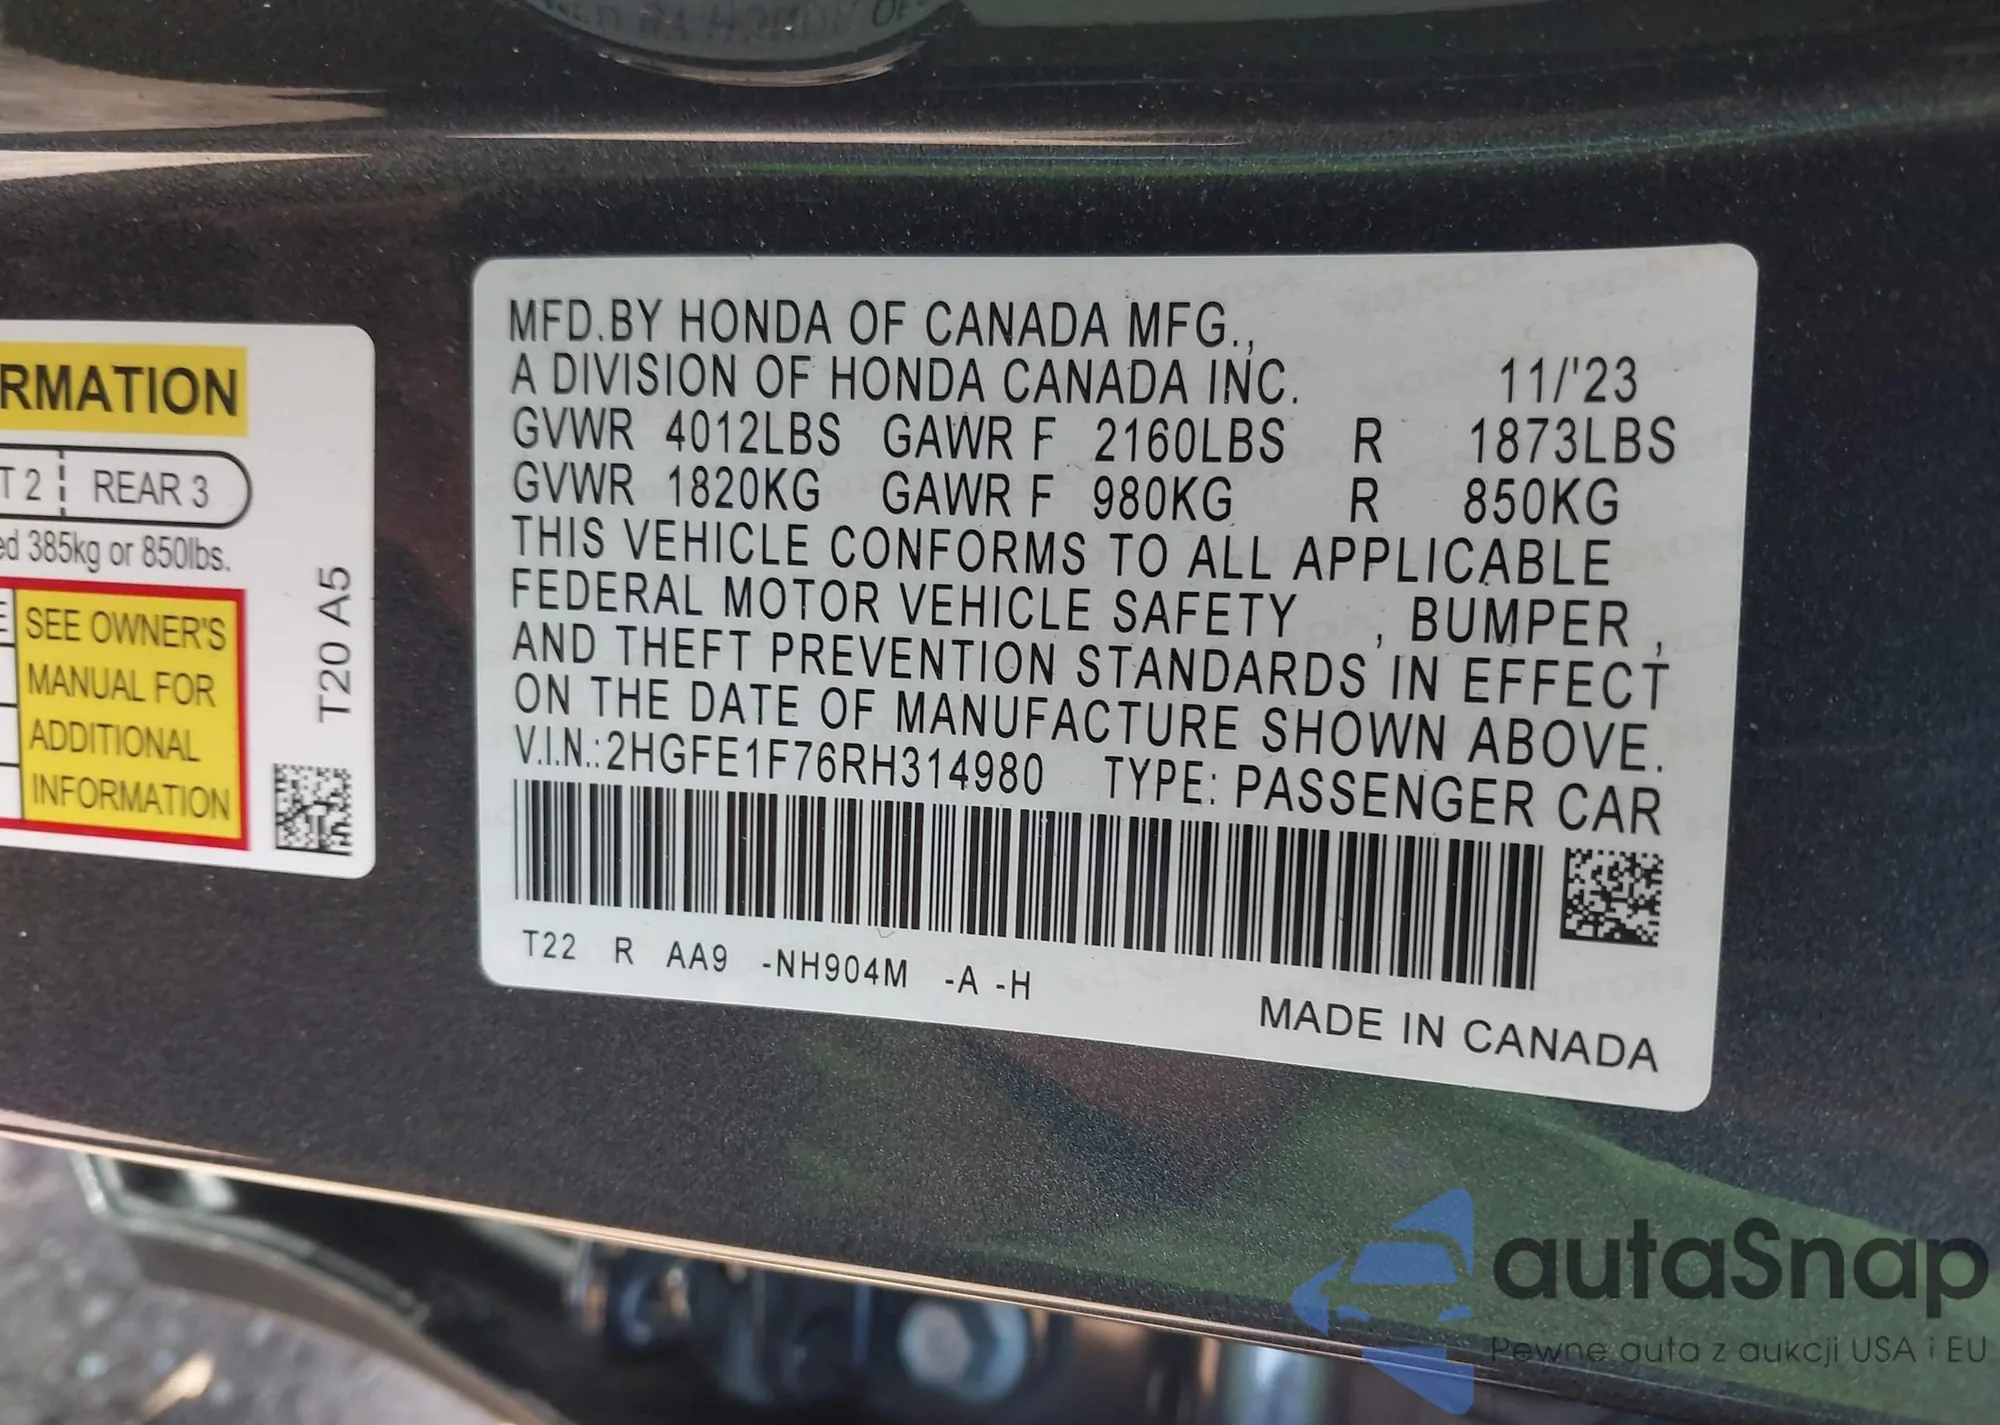 RMATION
T 2 REAR 3
ed 385kg or 850lbs.
E
SEE OWNER'S
MANUAL FOR
ADDITIONAL
INFORMATION
T20 A5
MFD.BY HONDA OF CANADA MFG.,
A DIVISION OF HONDA CANADA INC. 11/'23
GVWR 4012LBS GAWR F 2160LBS R 1873LBS
GVWR 1820KG GAWR F 980KG R 850KG
THIS VEHICLE CONFORMS TO ALL APPLICABLE
FEDERAL MOTOR VEHICLE SAFETY , BUMPER ,
AND THEFT PREVENTION STANDARDS IN EFFECT
ON THE DATE OF MANUFACTURE SHOWN ABOVE.
V.I.N.:2HGFE1F76RH314980 TYPE: PASSENGER CAR
T22 R AA9 -NH904M -A -H
MADE IN CANADA
autaSnap
Pewne auta z aukcji USA i EU